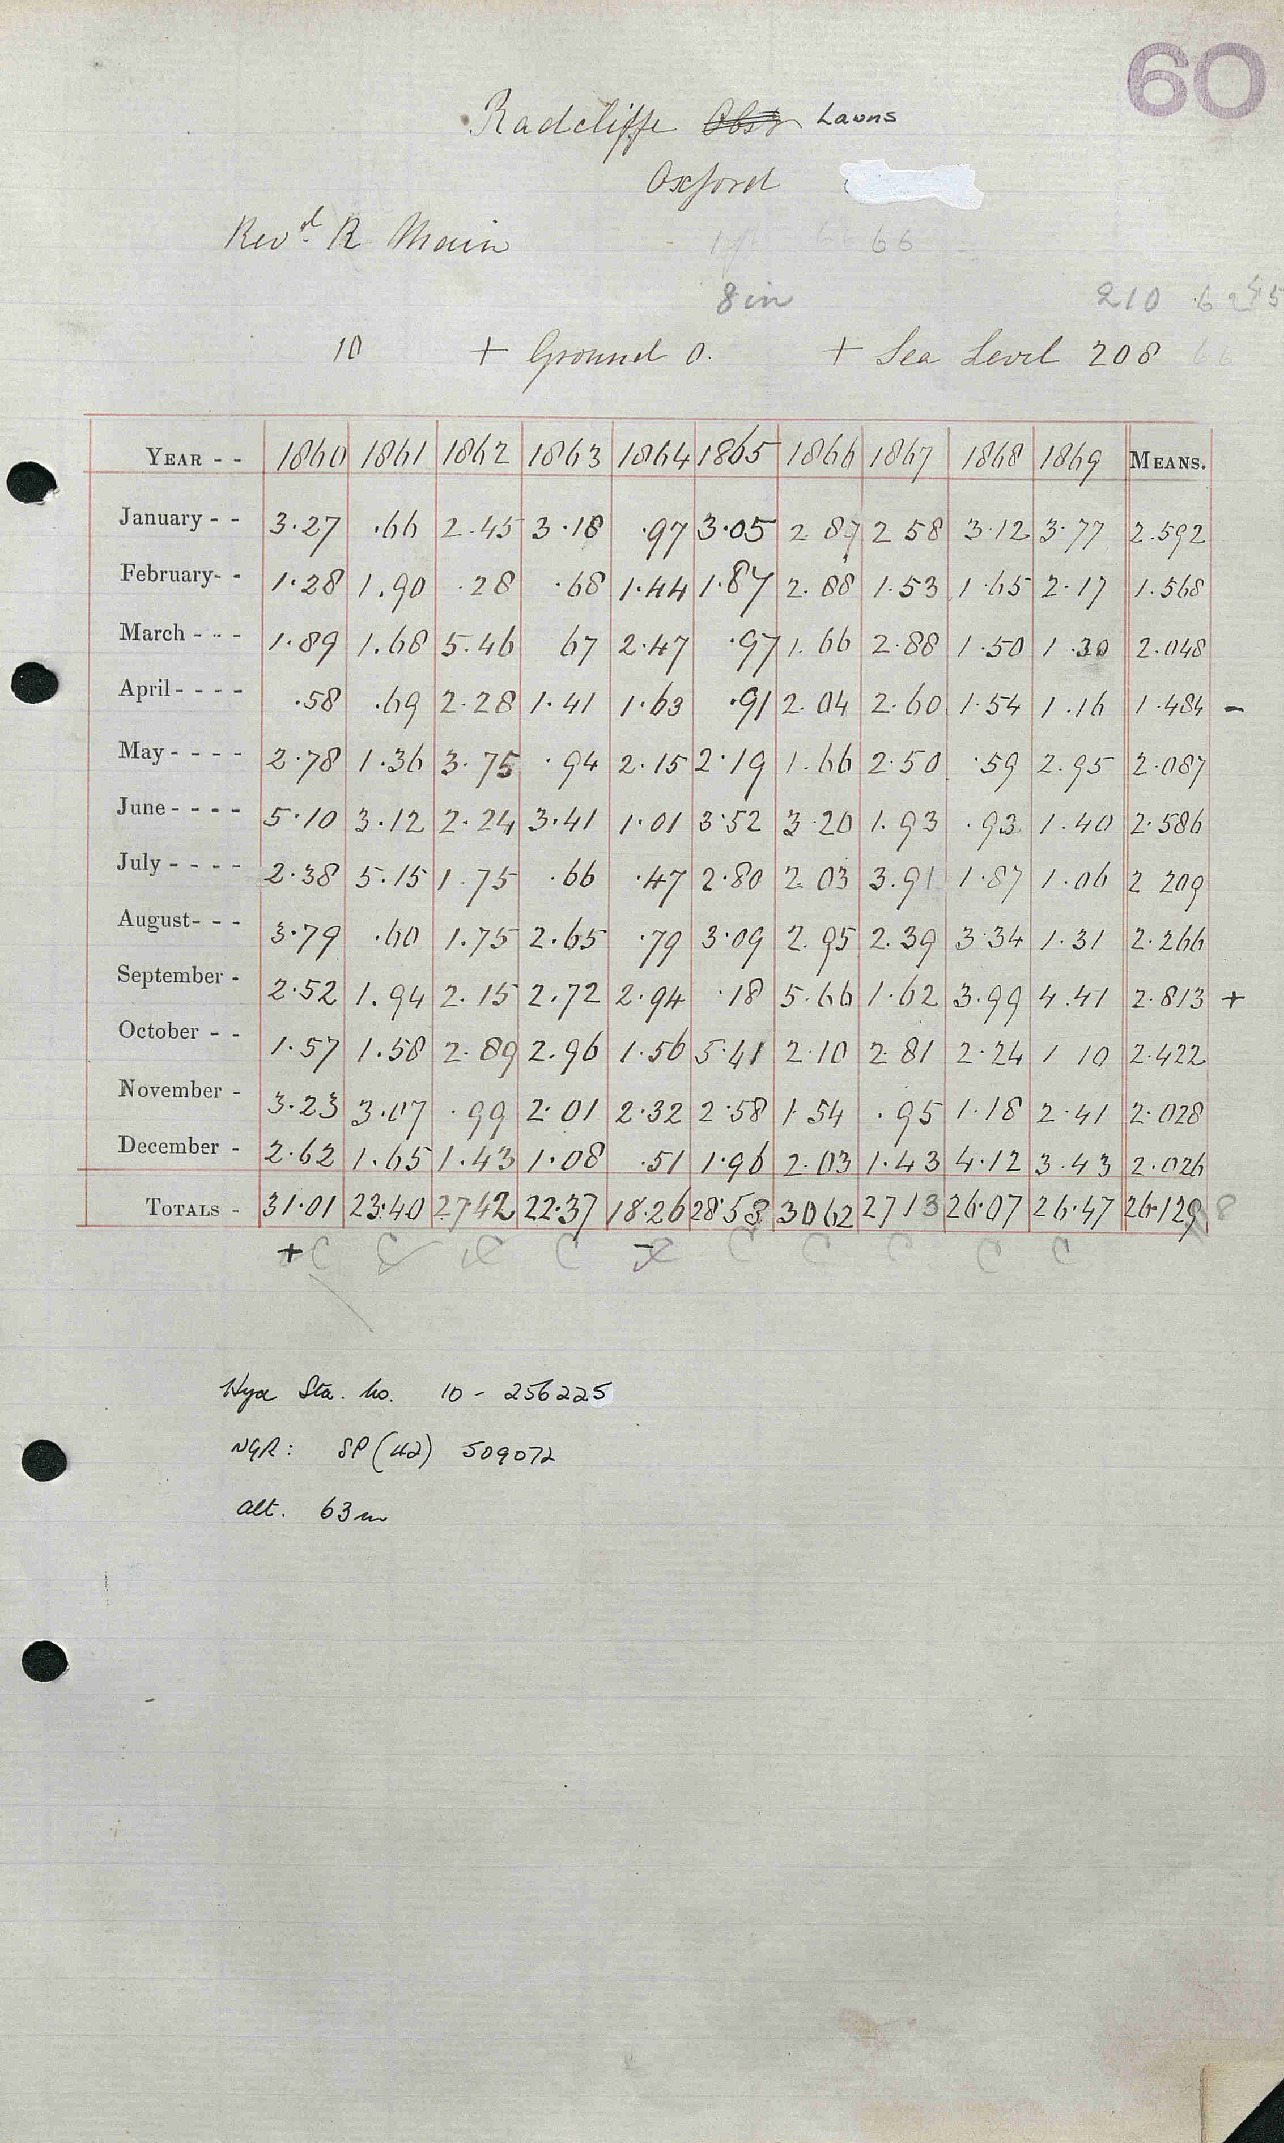 60
Radcliffe Obsy Lawns
Oxford
Revd. R Main
66
8 in
210
10 + Ground 0. + Sea Level 208
YEAR - - 1860 1861 1862 1863 1864 1865 1866 1867 1868 1869 MEANS.
January - - 3.27 .66 2.45 3.18 .97 3.05 2 87 2 58 3.12 3.77 2.592
February- - 1.28 1.90 .28 .68 1.44 1.87 2.88 1.53 1.65 2.17 1.568
March - - - 1.89 1.68 5.46 67 2.47 .97 1.66 2.88 1.50 1.30 2.048
April - - - - .58 .69 2.28 1.41 1.63 .91 2.04 2.60 1.54 1.16 1.484 -
May - - - - 2.78 1.36 3.75 .94 2.15 2.19 1.66 2.50 .59 2.95 2.087
June - - - - 5.10 3.12 2.24 3.41 1.01 3.52 3.20 1.93 .93 1.40 2.586
July - - - - 2.38 5.15 1.75 .66 .47 2.80 2 03 3.91 1.87 1.06 2 209
August- - - 3.79 .60 1.75 2.65 .79 3.09 2.95 2.39 3.34 1.31 2.266
September - 2.52 1.94 2.15 2.72 2.94 .18 5.66 1.62 3.99 4.41 2.813 +
October - - 1.57 1.58 2.89 2.96 1.56 5.41 2.10 2.81 2.24 1 10 2.422
November - 3.23 3.07 .99 2.01 2.32 2.58 1.54 .95 1.18 2.41 2.028
December - 2.62 1.65 1.43 1.08 .51 1.96 2.03 1.43 4.12 3.43 2.026
TOTALS - 31.01 23.40 27.42 22.37 18.26 28.58 30 62 27 13 26.07 26.47 26.129
+ C C C C - C C C C C C
Hyd Sta. No. 10 - 256225
NGR: SP (42) 509072
alt. 63 m